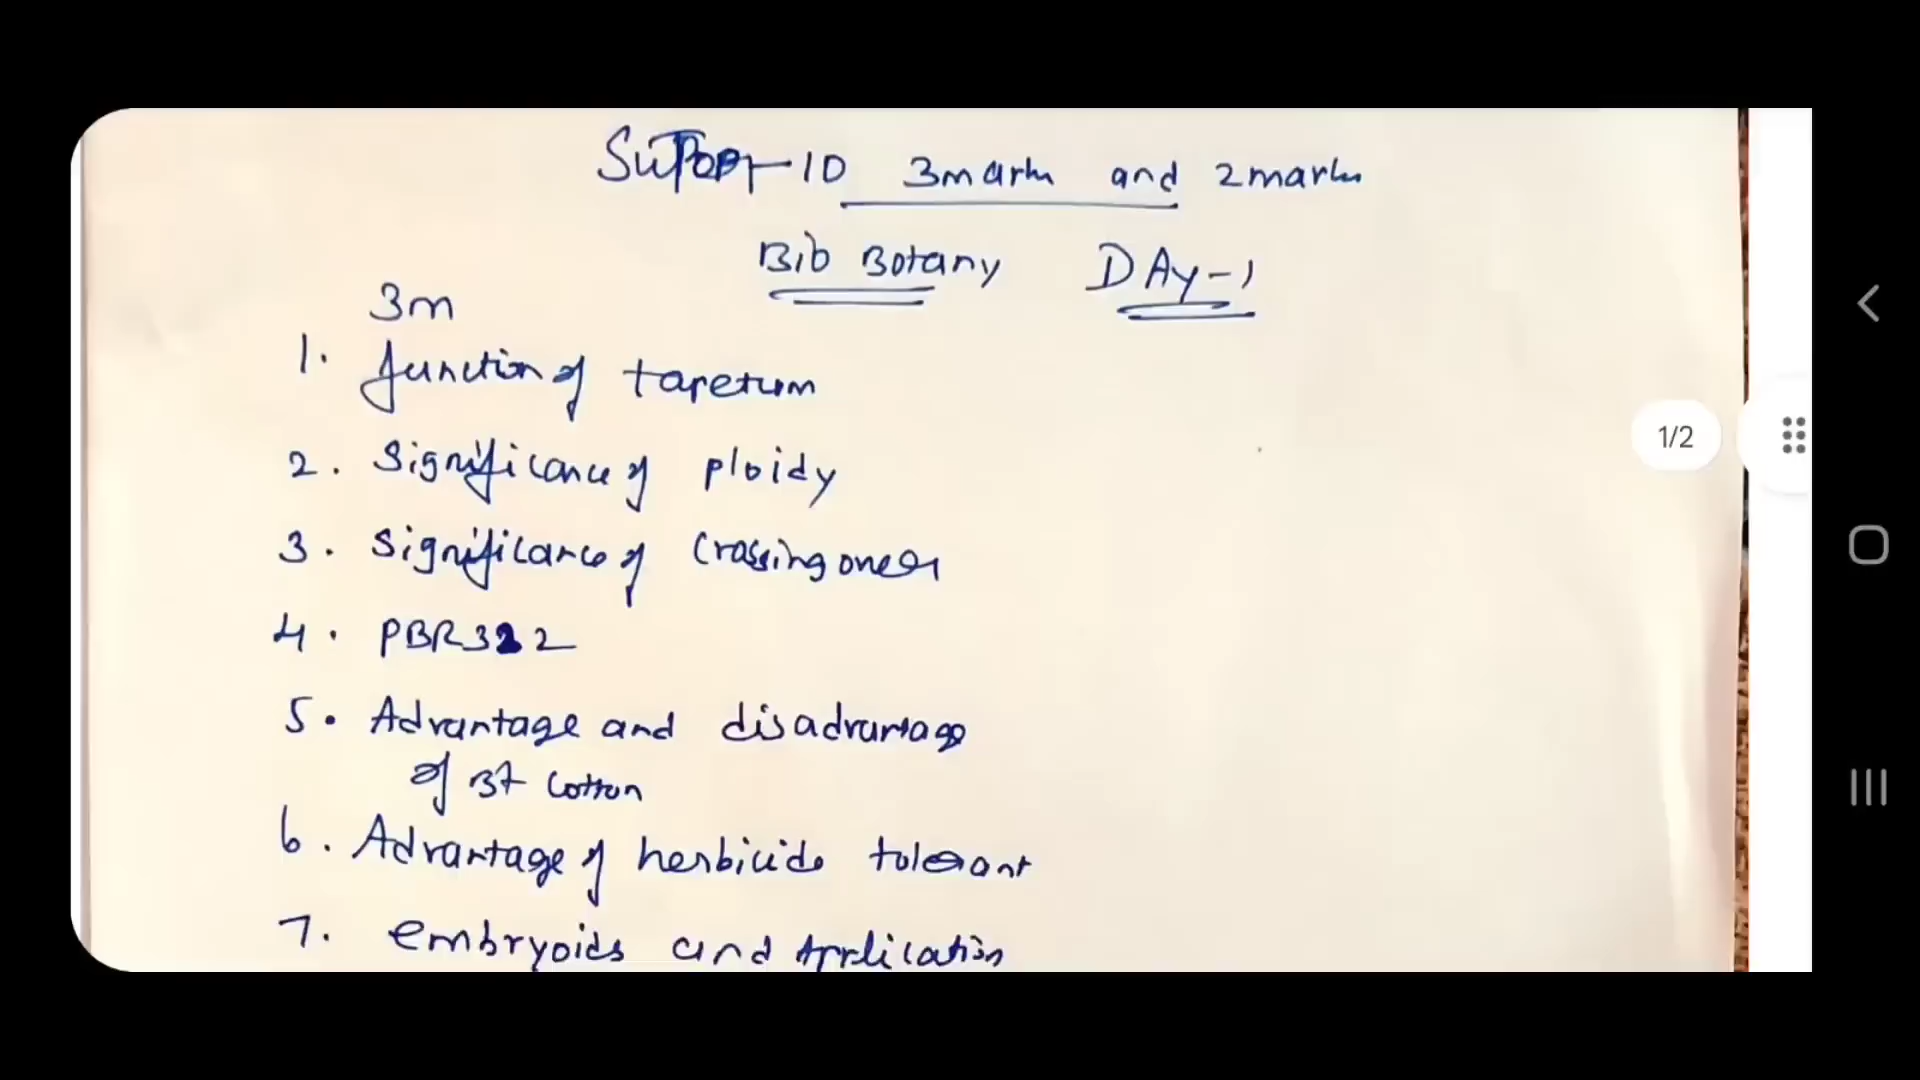 Super-10 3mark and 2mark
Bio Botany DAY-1
3m
1. function of tapetum
2. Significance of ploidy
3. Significance of Crossing over
4. PBR322
1/2
5. Advantage and disadvantage
of Bt Cotton
6. Advantage of herbicide tolerant
7. embryoids and Application